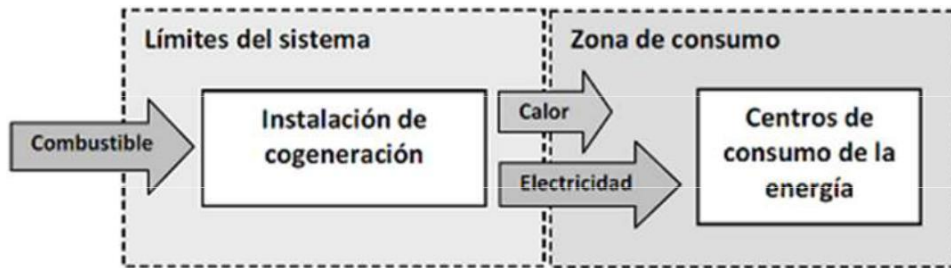 Límites del sistema
Zona de consumo
Combustible
Instalación de
cogeneración
Calor
Electricidad
Centros de
consumo de la
energía